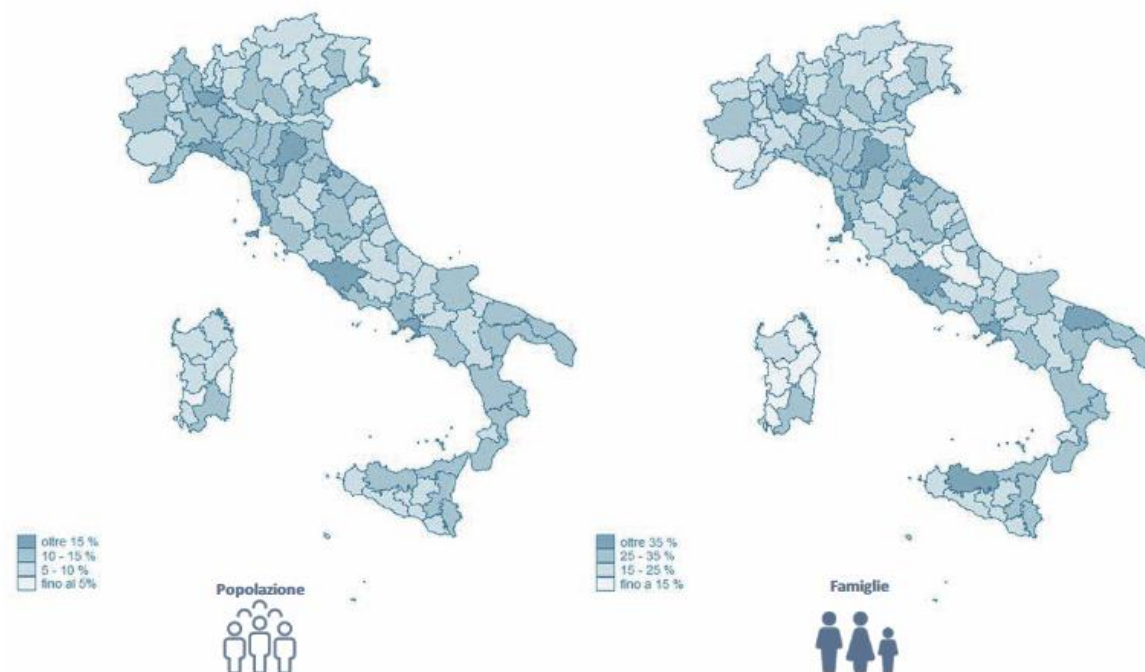 oltre 15 %
10 - 15 %
5 - 10 %
fino al 5%
Popolazione
oltre 35 %
25 - 35 %
15 - 25 %
fino a 15 %
Famiglie